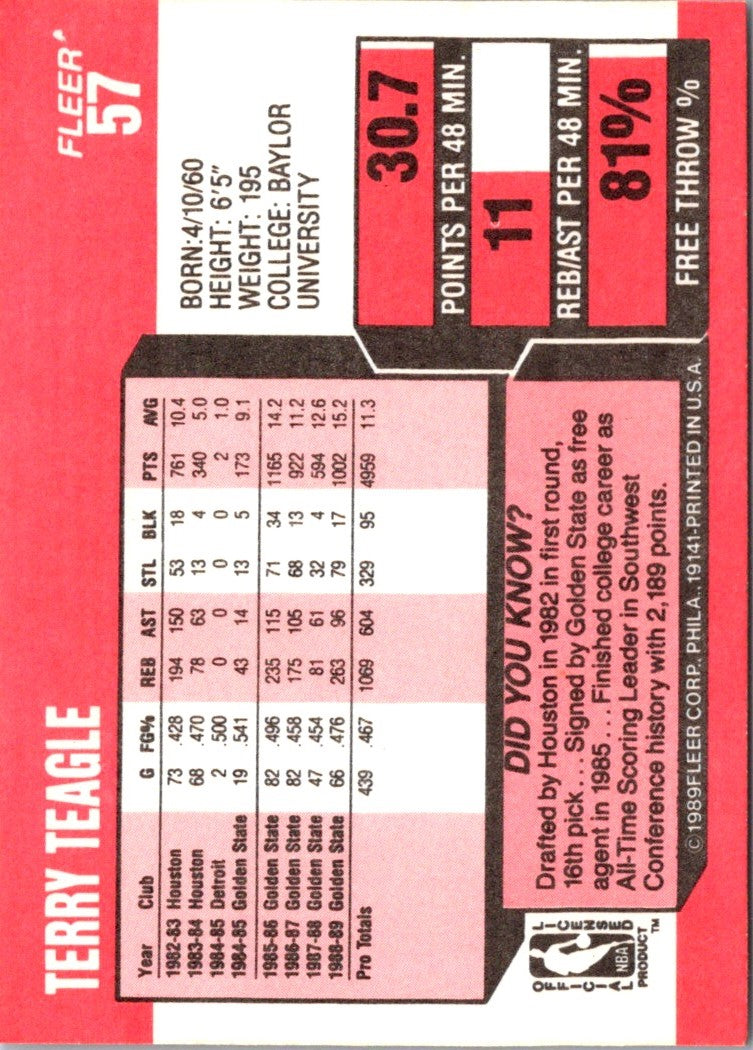 TERRY TEAGLE
FLEER
57
BORN:4/10/60
HEIGHT: 6'5"
WEIGHT: 195
COLLEGE: BAYLOR
UNIVERSITY
Year Club G FG% REB AST STL BLK PTS AVG
1982-83 Houston 73 .428 194 150 53 18 761 10.4
1983-84 Houston 68 .470 78 63 13 4 340 5.0
1984-85 Detroit 2 .500 0 0 0 0 2 1.0
1984-85 Golden State 19 .541 43 14 13 5 173 9.1
1985-86 Golden State 82 .496 235 115 71 34 1165 14.2
1986-87 Golden State 82 .458 175 105 68 13 922 11.2
1987-88 Golden State 47 .454 81 61 32 4 594 12.6
1988-89 Golden State 66 .476 263 96 79 17 1002 15.2
Pro Totals 439 .467 1069 604 329 95 4959 11.3
30.7
POINTS PER 48 MIN.
11
REB/AST PER 48 MIN.
81%
FREE THROW %
DID YOU KNOW?
Drafted by Houston in 1982 in first round,
16th pick . . . Signed by Golden State as free
agent in 1985 . . . Finished college career as
All-Time Scoring Leader in Southwest
Conference history with 2,189 points.
OFFICIAL LICENSED
NBA
PRODUCT™
©1989FLEER CORP., PHILA. 19141-PRINTED IN U.S.A.